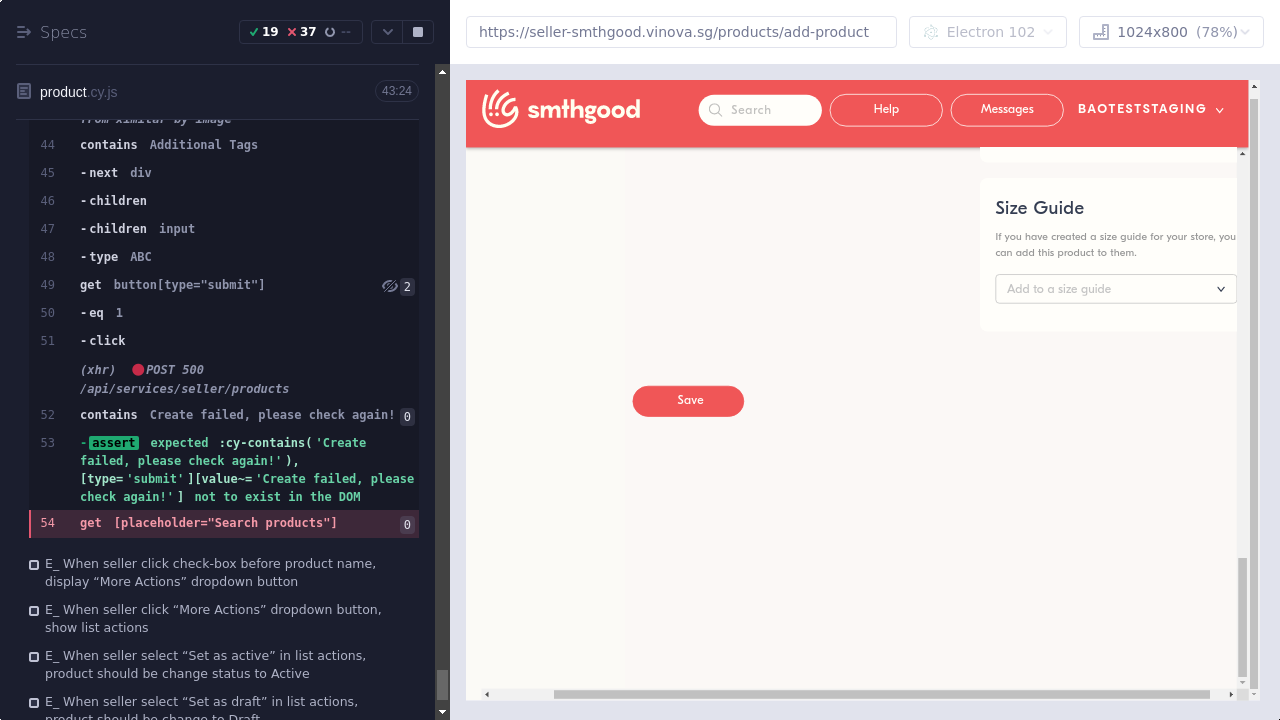 Specs
19
37
--
product.cy.js
43:24
from similar by image
44 contains Additional Tags
45 -next div
46 -children
47 -children input
48 -type ABC
49 get button[type="submit"] 2
50 -eq 1
51 -click
(xhr) POST 500
/api/services/seller/products
52 contains Create failed, please check again! 0
53 -assert expected :cy-contains('Create
failed, please check again!'),
[type='submit'][value~='Create failed, please
check again!'] not to exist in the DOM
54 get [placeholder="Search products"] 0
E_ When seller click check-box before product name,
display “More Actions” dropdown button
E_ When seller click “More Actions” dropdown button,
show list actions
E_ When seller select “Set as active” in list actions,
product should be change status to Active
E_ When seller select “Set as draft” in list actions,
product should be change to Draft
https://seller-smthgood.vinova.sg/products/add-product
Electron 102
1024x800 (78%)
smthgood
Search
Help
Messages
BAOTESTSTAGING
Size Guide
If you have created a size guide for your store, you
can add this product to them.
Add to a size guide
Save